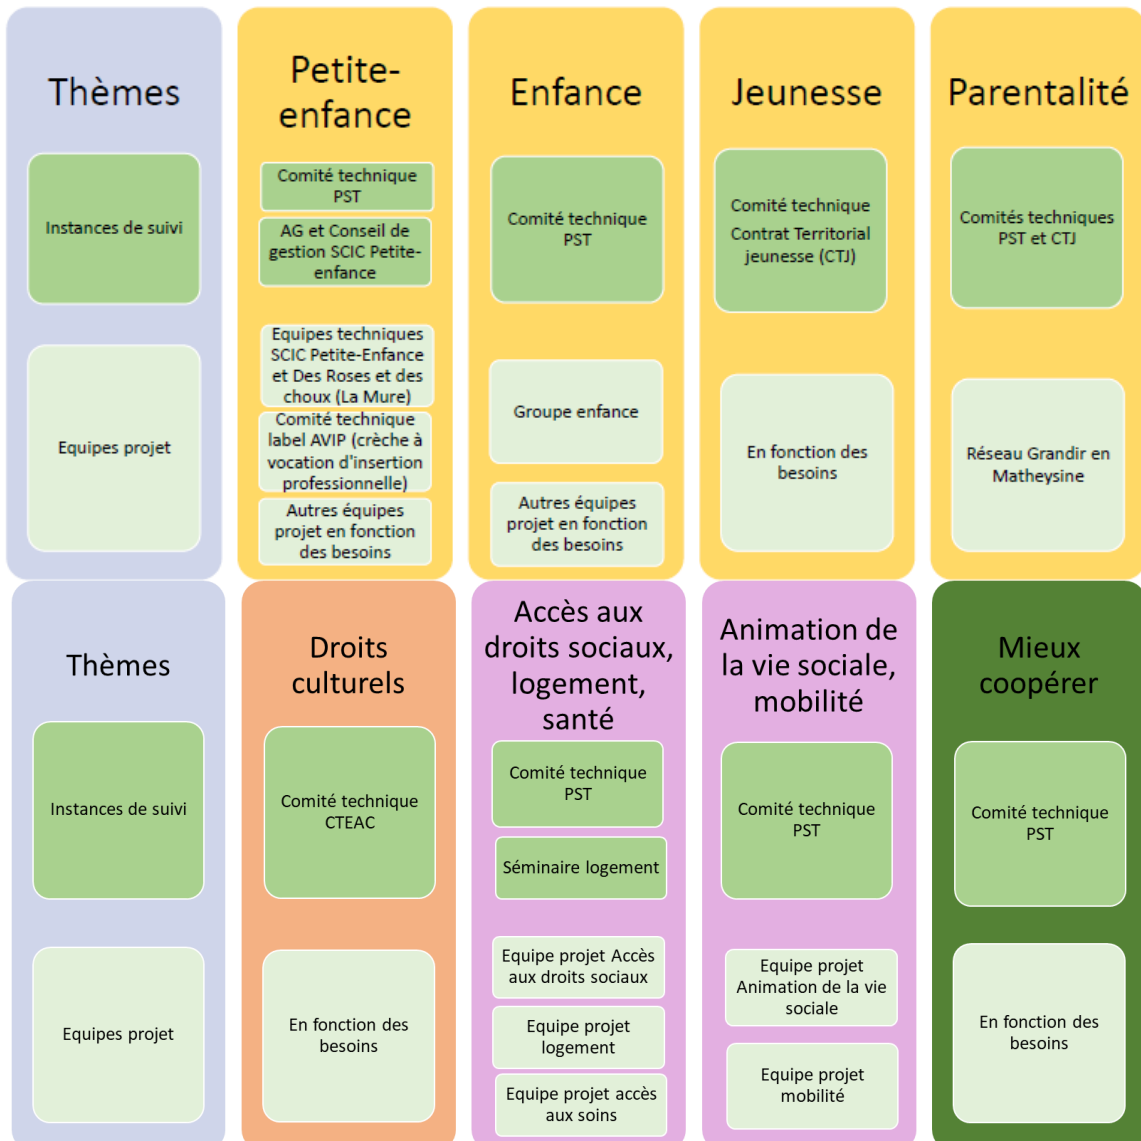 Thèmes
Instances de suivi
Equipes projet
Petite-
enfance
Comité technique
PST
AG et Conseil de
gestion SCIC Petite-
enfance
Equipes techniques
SCIC Petite-Enfance
et Des Roses et des
choux (La Mure)
Comité technique
label AVIP (crèche à
vocation d'insertion
professionnelle)
Autres équipes
projet en fonction
des besoins
Enfance
Comité technique
PST
Groupe enfance
Autres équipes
projet en fonction
des besoins
Jeunesse
Comité technique
Contrat Territorial
jeunesse (CTJ)
En fonction des
besoins
Parentalité
Comités techniques
PST et CTJ
Réseau Grandir en
Matheysine
Thèmes
Instances de suivi
Equipes projet
Droits
culturels
Comité technique
CTEAC
En fonction des
besoins
Accès aux
droits sociaux,
logement,
santé
Comité technique
PST
Séminaire logement
Equipe projet Accès
aux droits sociaux
Equipe projet
logement
Equipe projet accès
aux soins
Animation de
la vie sociale,
mobilité
Comité technique
PST
Equipe projet
Animation de la vie
sociale
Equipe projet
mobilité
Mieux
coopérer
Comité technique
PST
En fonction des
besoins